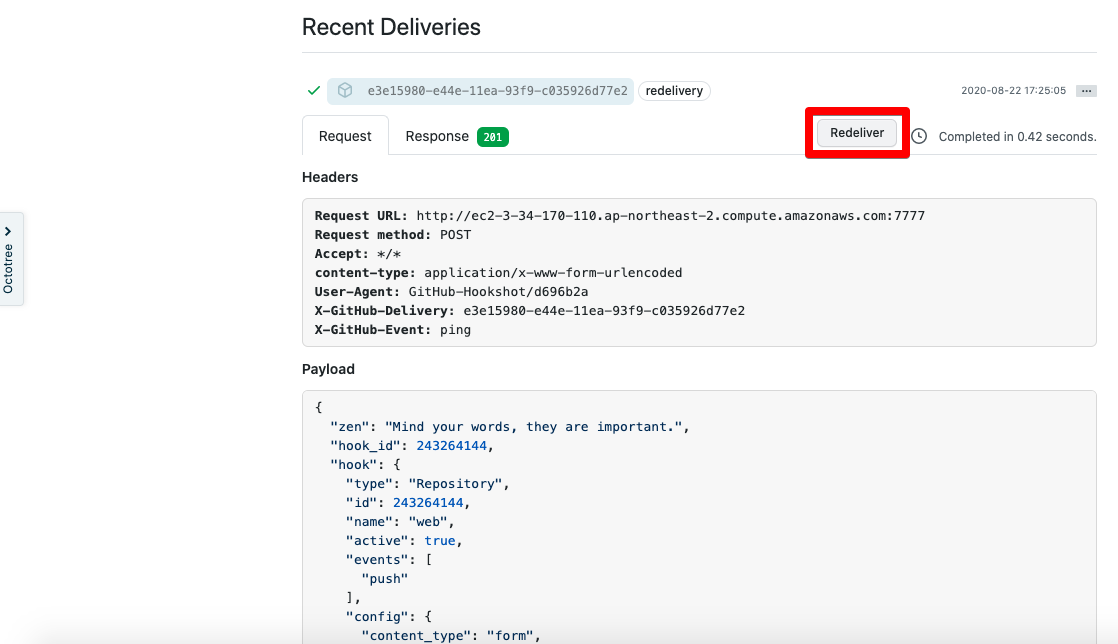 Recent Deliveries
e3e15980-e44e-11ea-93f9-c035926d77e2 redelivery 2020-08-22 17:25:05 ...
Request Response 201 Redeliver Completed in 0.42 seconds.
Headers
Request URL: http://ec2-3-34-170-110.ap-northeast-2.compute.amazonaws.com:7777
Request method: POST
Accept: */*
content-type: application/x-www-form-urlencoded
User-Agent: GitHub-Hookshot/d696b2a
X-GitHub-Delivery: e3e15980-e44e-11ea-93f9-c035926d77e2
X-GitHub-Event: ping
Octotree
Payload
{
  "zen": "Mind your words, they are important.",
  "hook_id": 243264144,
  "hook": {
    "type": "Repository",
    "id": 243264144,
    "name": "web",
    "active": true,
    "events": [
      "push"
    ],
    "config": {
      "content_type": "form",